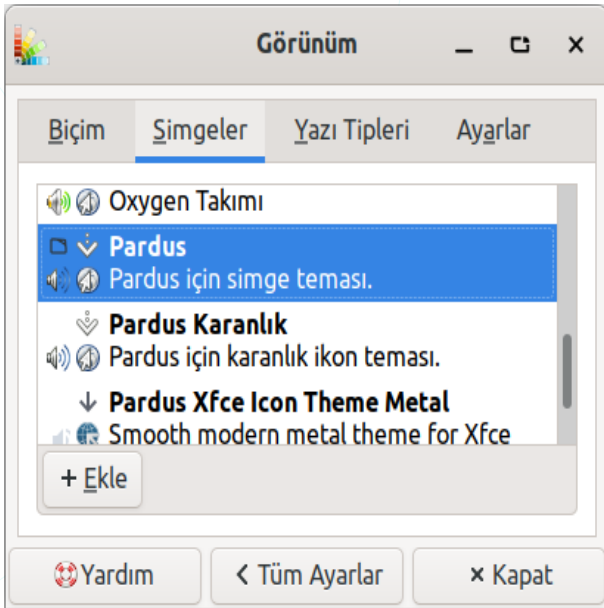 Görünüm
Biçim Simgeler Yazı Tipleri Ayarlar
Oxygen Takımı
Pardus
Pardus için simge teması.
Pardus Karanlık
Pardus için karanlık ikon teması.
Pardus Xfce Icon Theme Metal
Smooth modern metal theme for Xfce
+ Ekle
Yardım < Tüm Ayarlar × Kapat